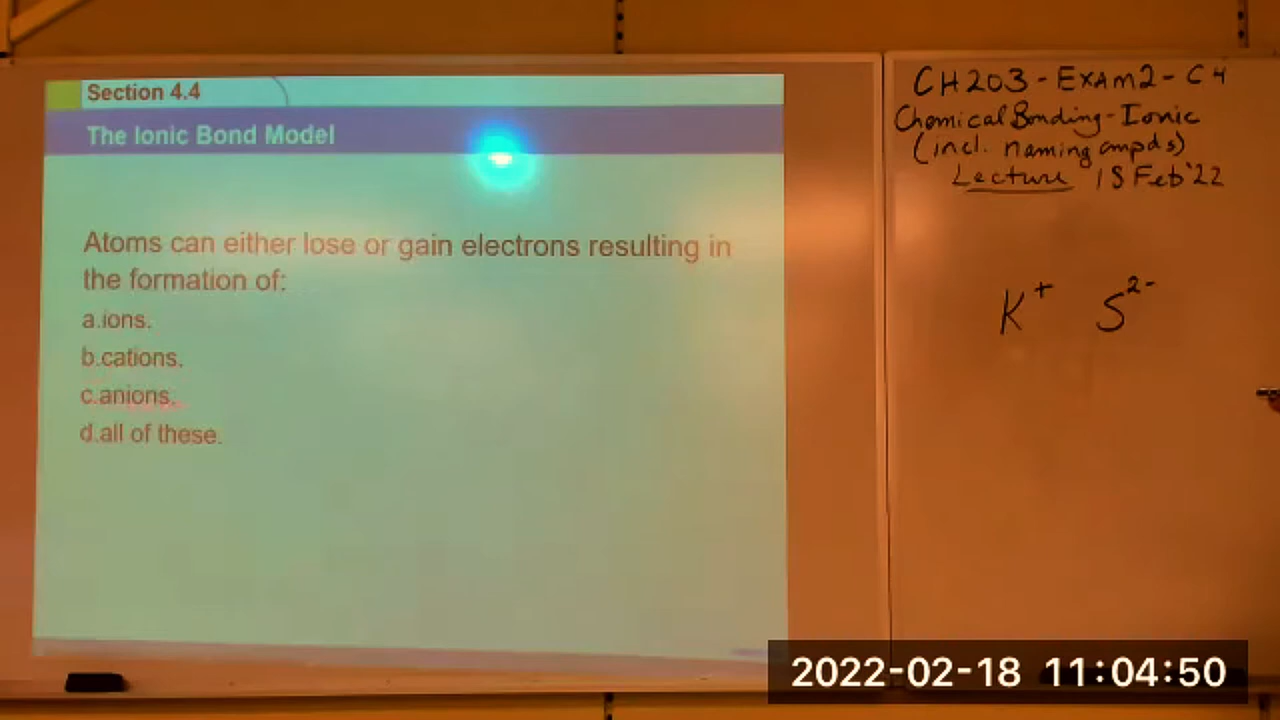 Section 4.4
The Ionic Bond Model
Atoms can either lose or gain electrons resulting in
the formation of:
a.ions.
b.cations.
c.anions.
d.all of these.
CH203-Exam2-C4
Chemical Bonding-Ionic
(incl. naming cmpds)
Lecture 18 Feb'22
K+ S2-
2022-02-18 11:04:50